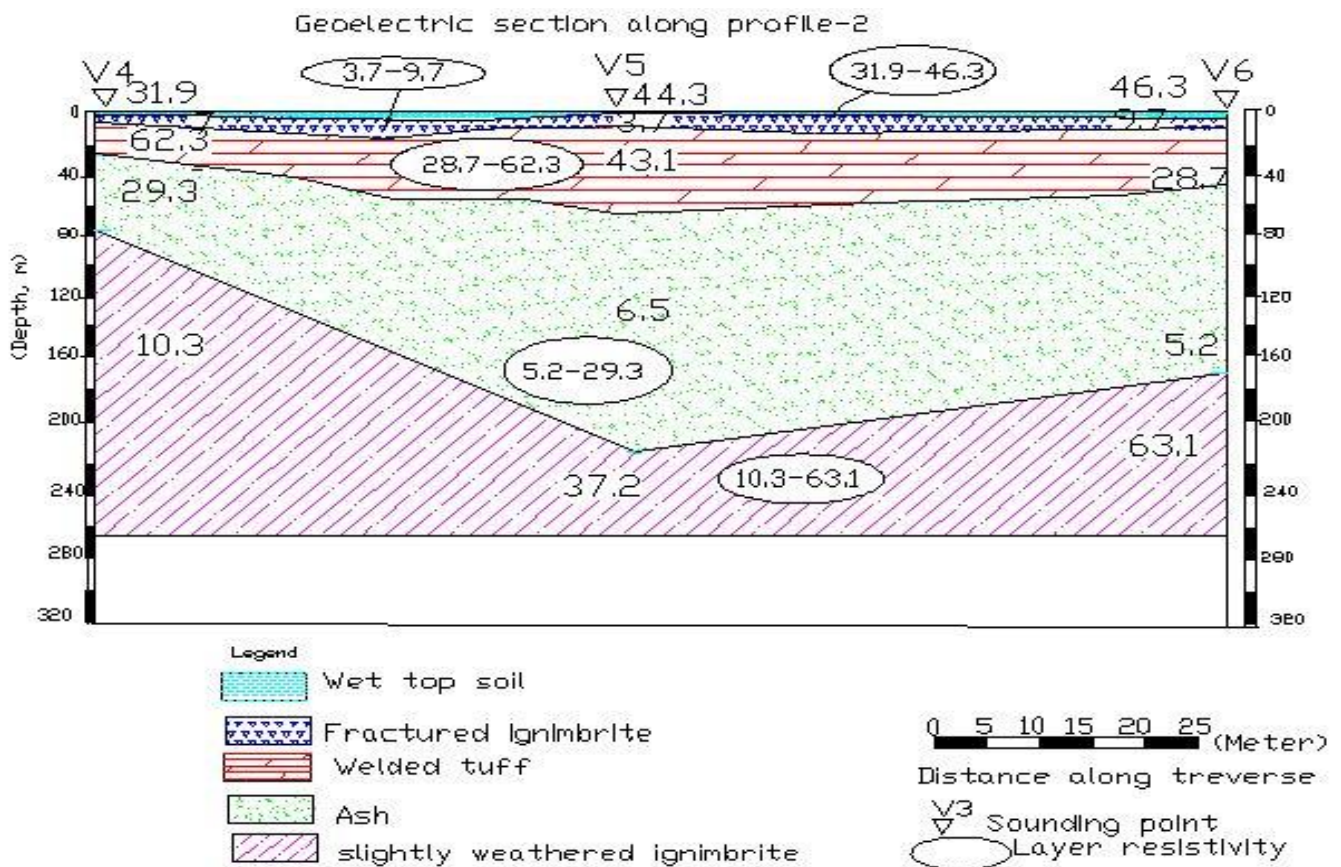 Geoelectric section along profile-2
V4 V5 V6
3.7-9.7 31.9-46.3
31.9 44.3 46.3
0 0
3.7 9.7
62.3 28.7-62.3 43.1
40 40
29.3 28.7
80 80
(Depth, m)
120 120
6.5
10.3 5.2
160 160
5.2-29.3
200 200
63.1
37.2 10.3-63.1
240 240
280 280
320 320
Legend
Wet top soil
Fractured ignimbrite
Welded tuff
Ash
slightly weathered ignimbrite
0 5 10 15 20 25
(Meter)
Distance along treverse
V3
Sounding point
Layer resistivity